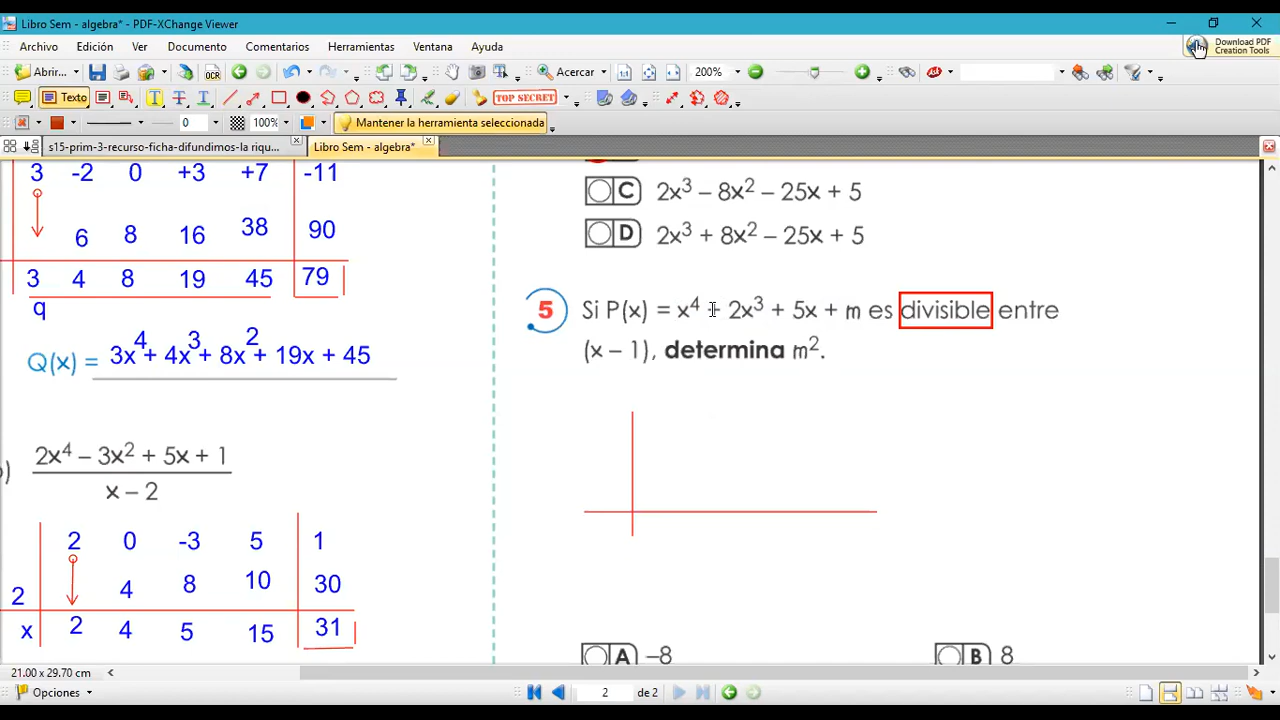 Libro Sem - algebra* - PDF-XChange Viewer
Archivo Edición Ver Documento Comentarios Herramientas Ventana Ayuda
Download PDF
Creation Tools
Abrir... OCR Acercar 200%
Texto TOP SECRET
0 100% Mantener la herramienta seleccionada
s15-prim-3-recurso-ficha-difundimos-la riqu... Libro Sem - algebra*
3 -2 0 +3 +7 -11
6 8 16 38 90
3 4 8 19 45 79
q
Q(x) = 3x⁴ + 4x³ + 8x² + 19x + 45
) 2x⁴ – 3x² + 5x + 1
x – 2
2 0 -3 5 1
2 4 8 10 30
x 2 4 5 15 31
C 2x³ – 8x² – 25x + 5
D 2x³ + 8x² – 25x + 5
5 Si P(x) = x⁴ + 2x³ + 5x + m es divisible entre
(x – 1), determina m².
A –8 B 8
21.00 x 29.70 cm
Opciones 2 de 2